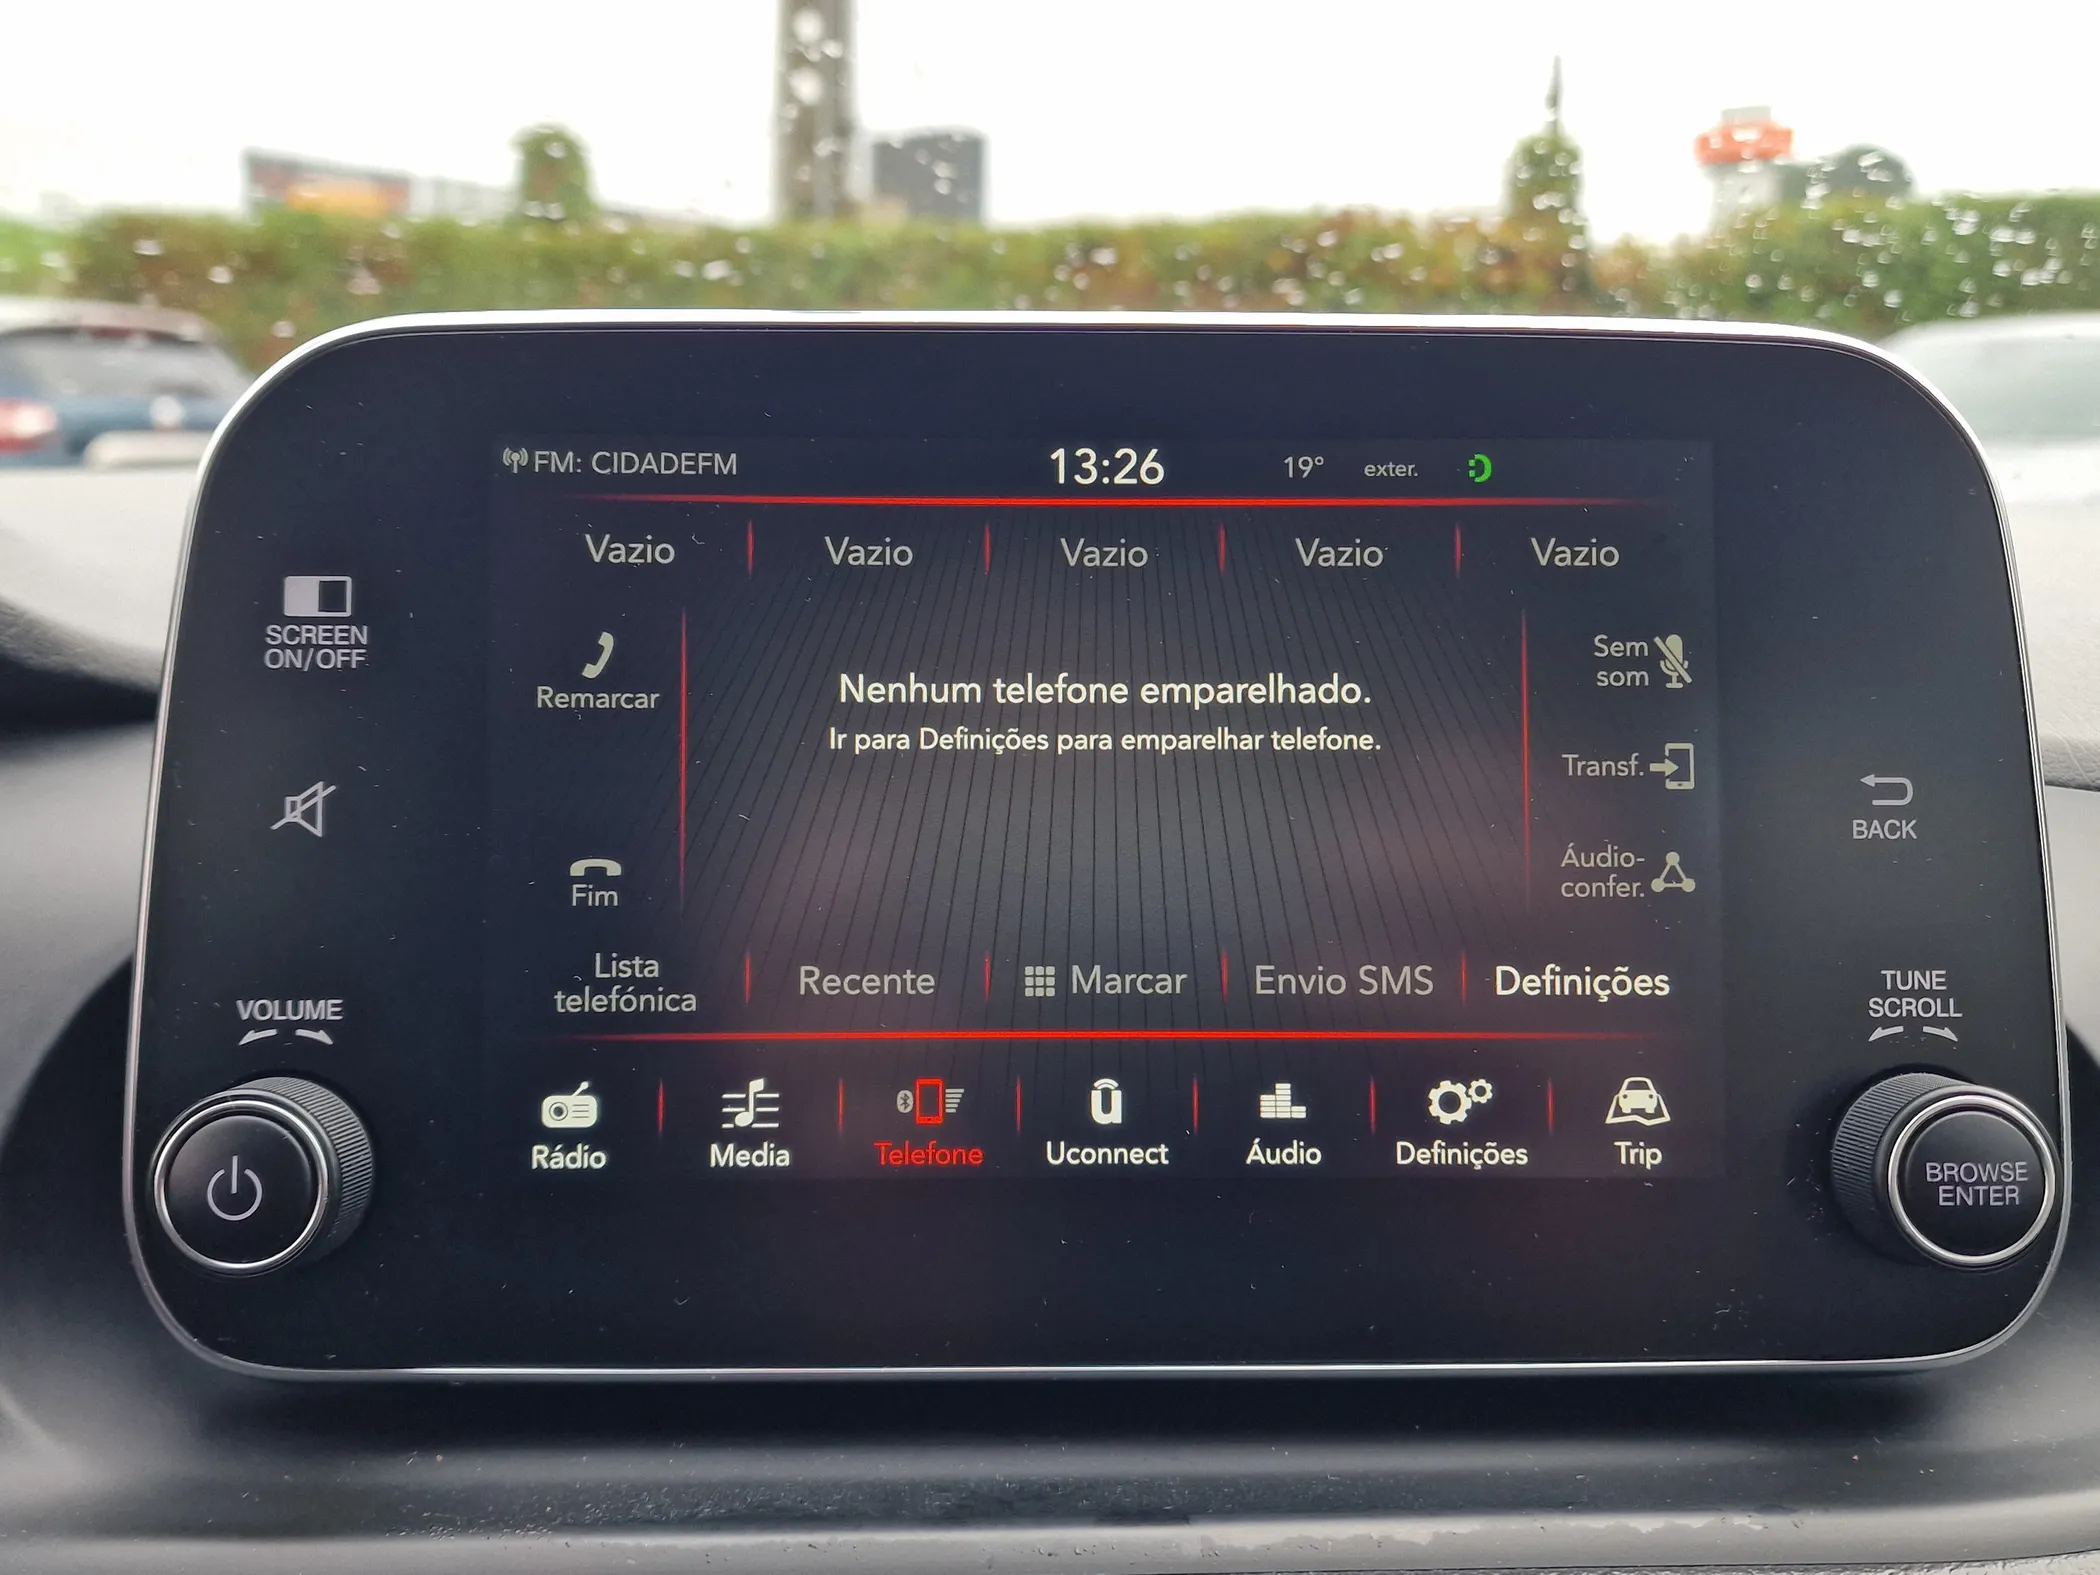 FM: CIDADEFM
13:26
19° exter.
Vazio
Vazio
Vazio
Vazio
Vazio
SCREEN
ON/OFF
Remarcar
Nenhum telefone emparelhado.
Ir para Definições para emparelhar telefone.
Sem
som
Transf.
BACK
Áudio-
confer.
Fim
Lista
telefónica
Recente
Marcar
Envio SMS
Definições
VOLUME
TUNE
SCROLL
Rádio
Media
Telefone
Uconnect
Áudio
Definições
Trip
BROWSE
ENTER